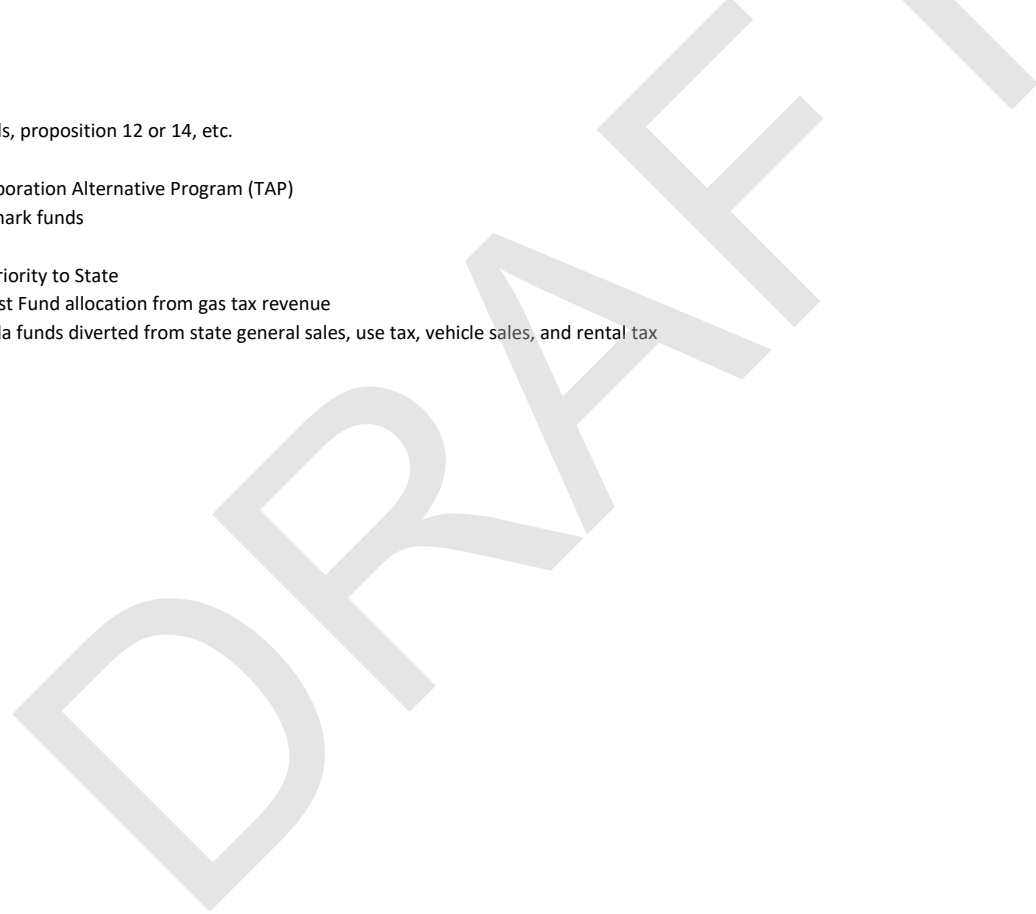 ls, proposition 12 or 14, etc.
poration Alternative Program (TAP)
nark funds
riority to State
st Fund allocation from gas tax revenue
la funds diverted from state general sales, use tax, vehicle sales, and rental tax
DRAFT